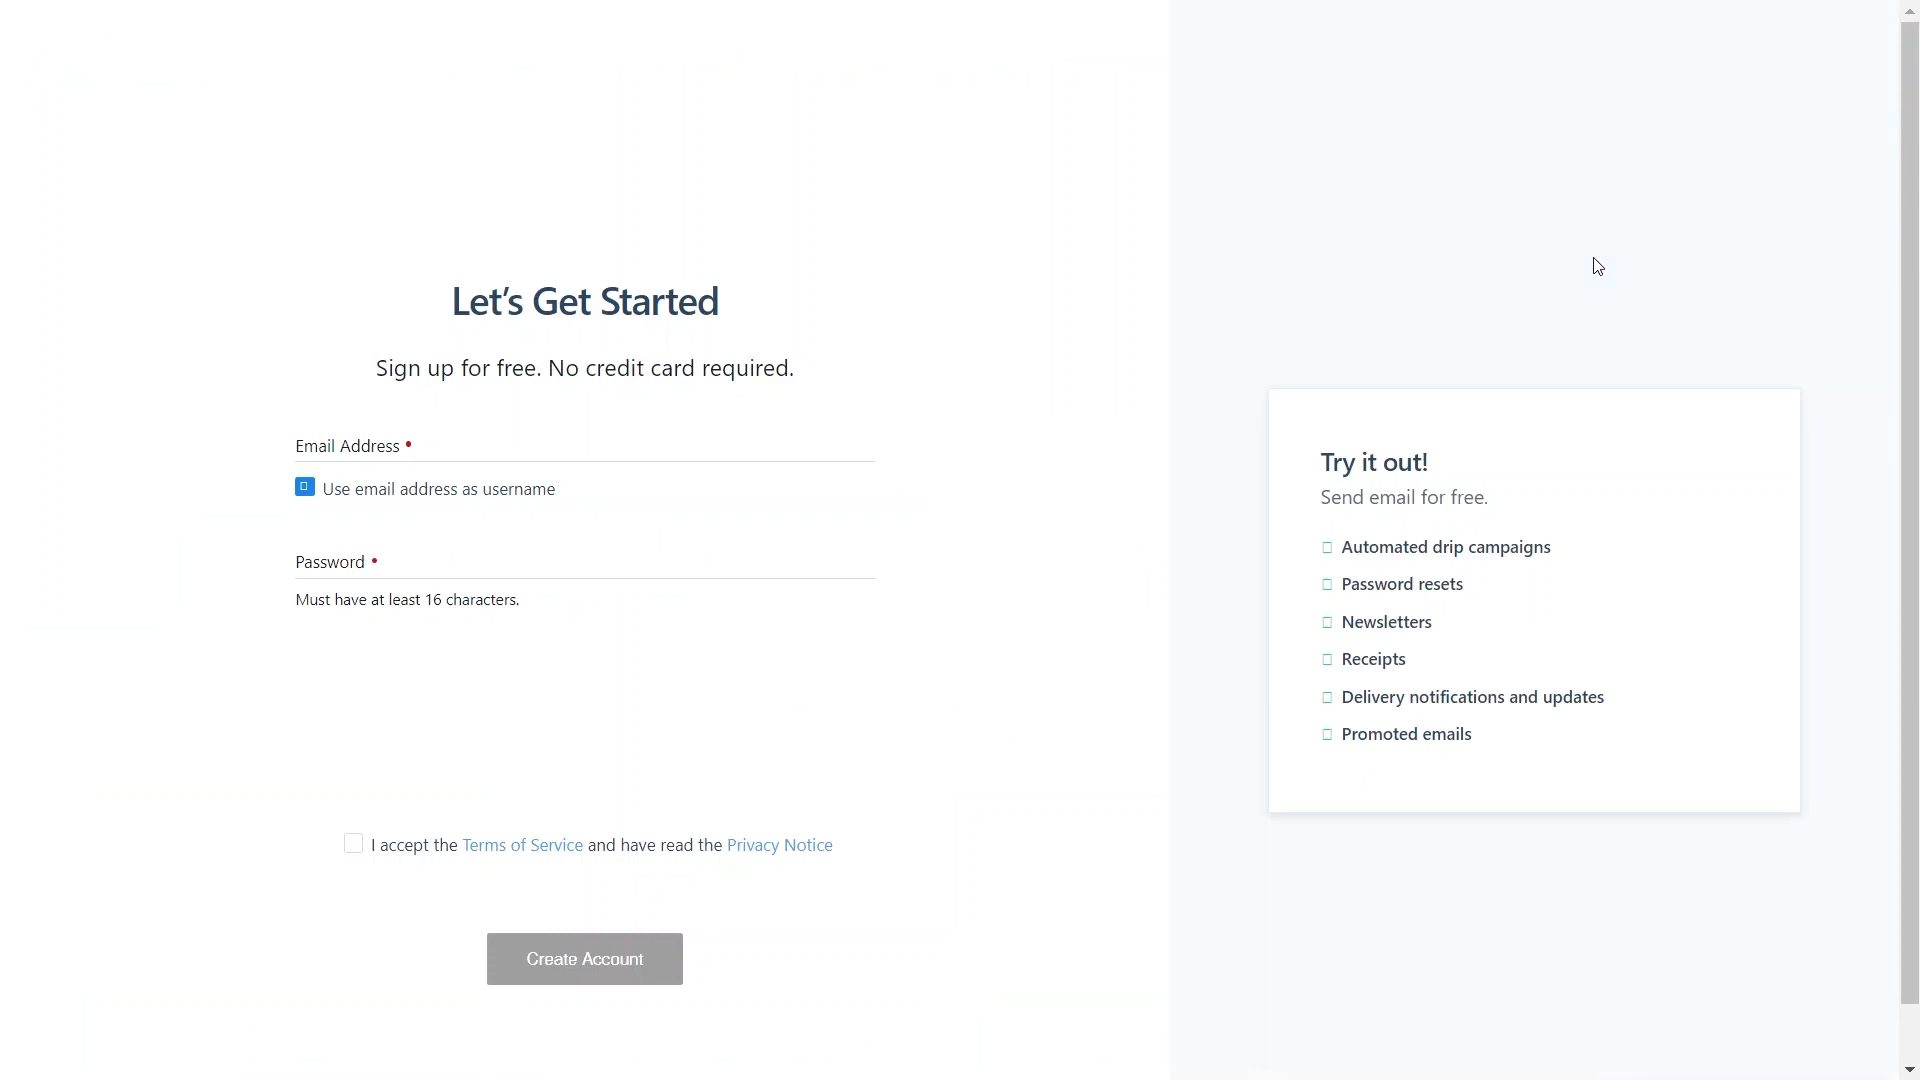 Let’s Get Started
Sign up for free. No credit card required.
Email Address •
Use email address as username
Password •
Must have at least 16 characters.
I accept the Terms of Service and have read the Privacy Notice
Create Account
Try it out!
Send email for free.
Automated drip campaigns
Password resets
Newsletters
Receipts
Delivery notifications and updates
Promoted emails